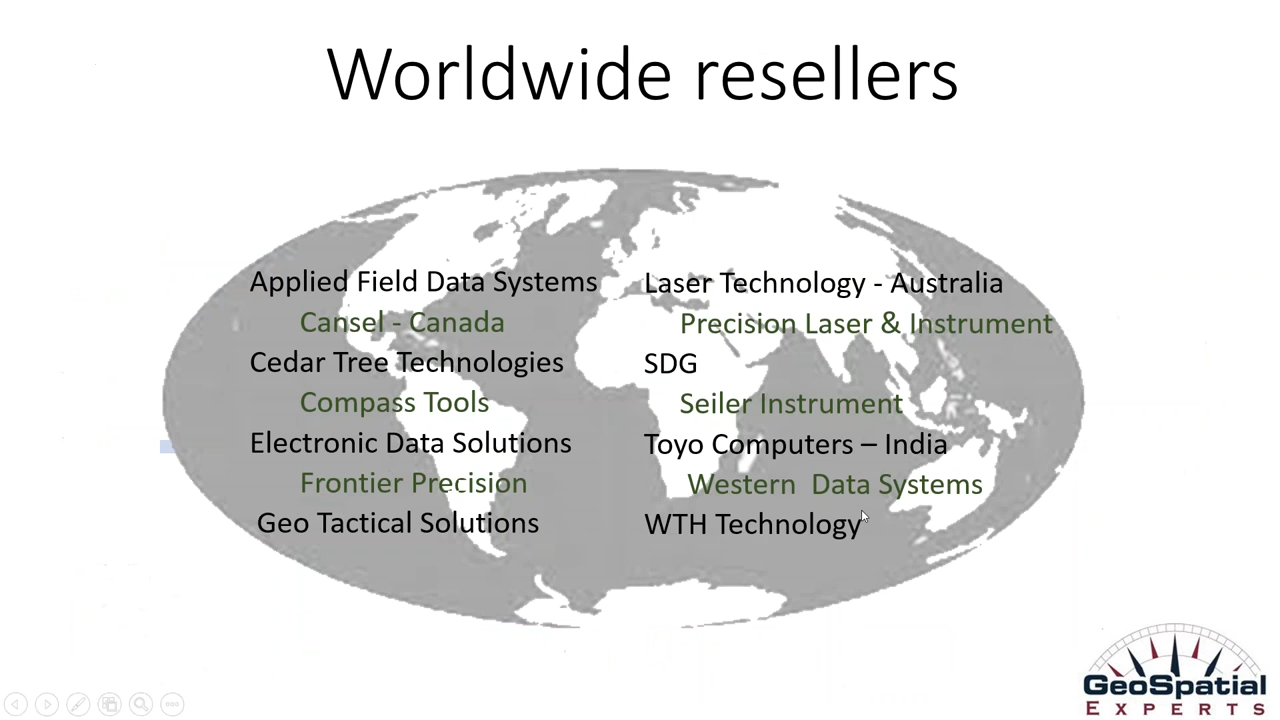 Worldwide resellers
Applied Field Data Systems
Cansel - Canada
Cedar Tree Technologies
Compass Tools
Electronic Data Solutions
Frontier Precision
Geo Tactical Solutions
Laser Technology - Australia
Precision Laser & Instrument
SDG
Seiler Instrument
Toyo Computers – India
Western Data Systems
WTH Technology
GeoSpatial
EXPERTS